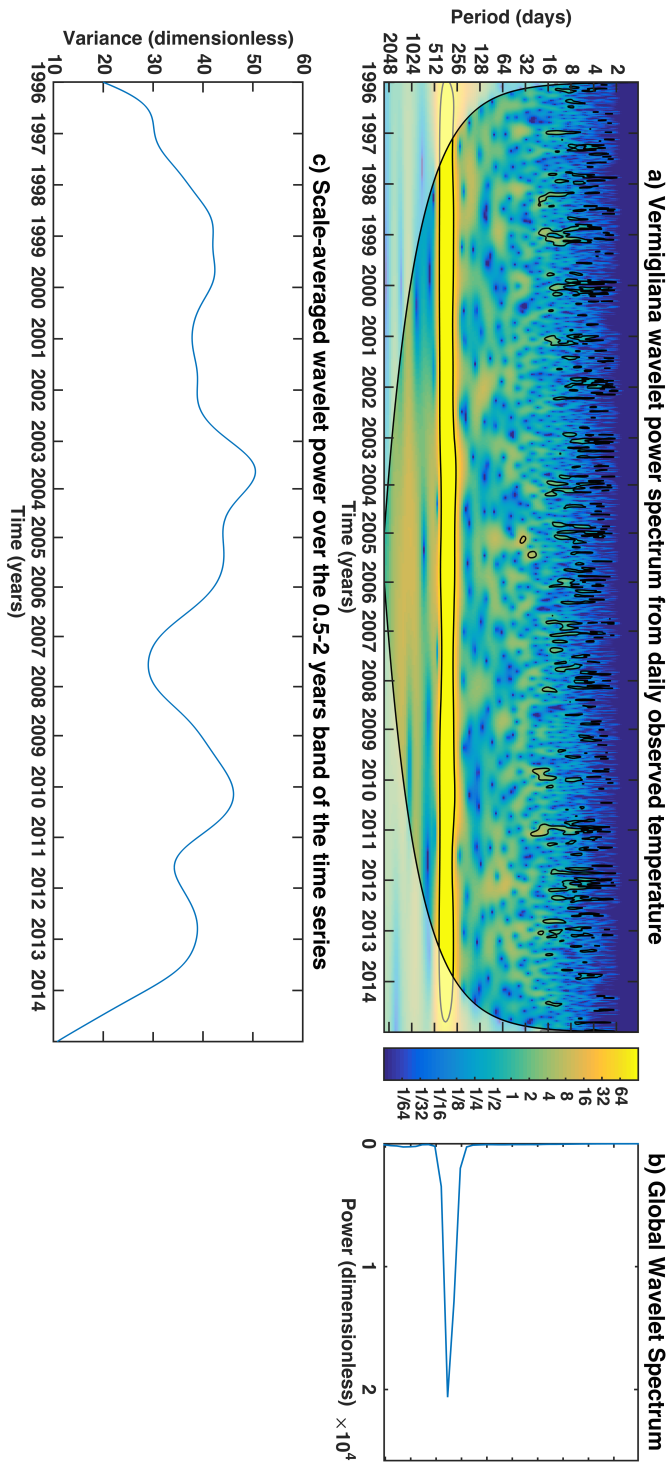 a) Vermigliana wavelet power spectrum from daily observed temperature
Period (days)
2
4
8
16
32
64
128
256
512
1024
2048
1996 1997 1998 1999 2000 2001 2002 2003 2004 2005 2006 2007 2008 2009 2010 2011 2012 2013 2014
Time (years)
64
32
16
8
4
2
1
1/2
1/4
1/8
1/16
1/32
1/64
b) Global Wavelet Spectrum
0 1 2
Power (dimensionless) ×10⁴
c) Scale-averaged wavelet power over the 0.5-2 years band of the time series
Variance (dimensionless)
60
50
40
30
20
10
1996 1997 1998 1999 2000 2001 2002 2003 2004 2005 2006 2007 2008 2009 2010 2011 2012 2013 2014
Time (years)